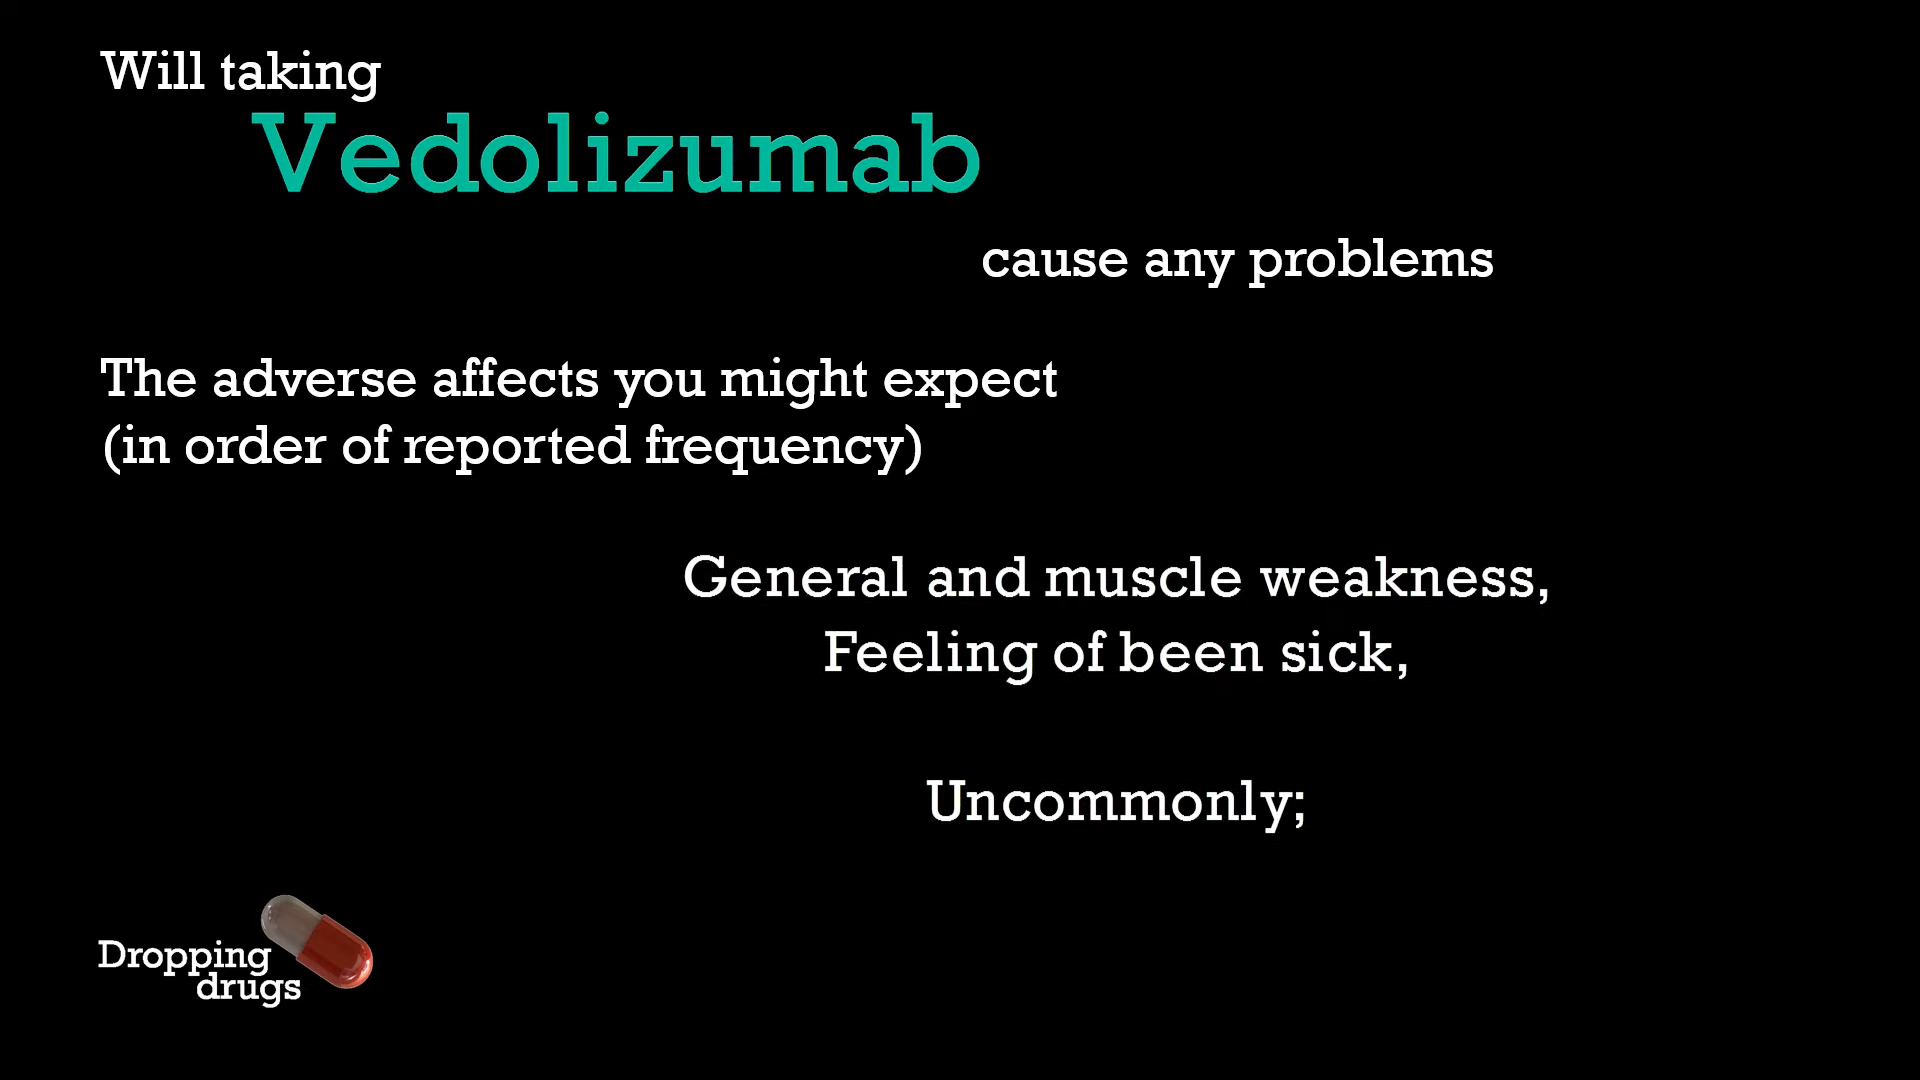 Will taking
Vedolizumab
cause any problems
The adverse affects you might expect
(in order of reported frequency)
General and muscle weakness,
Feeling of been sick,
Uncommonly;
Dropping
drugs